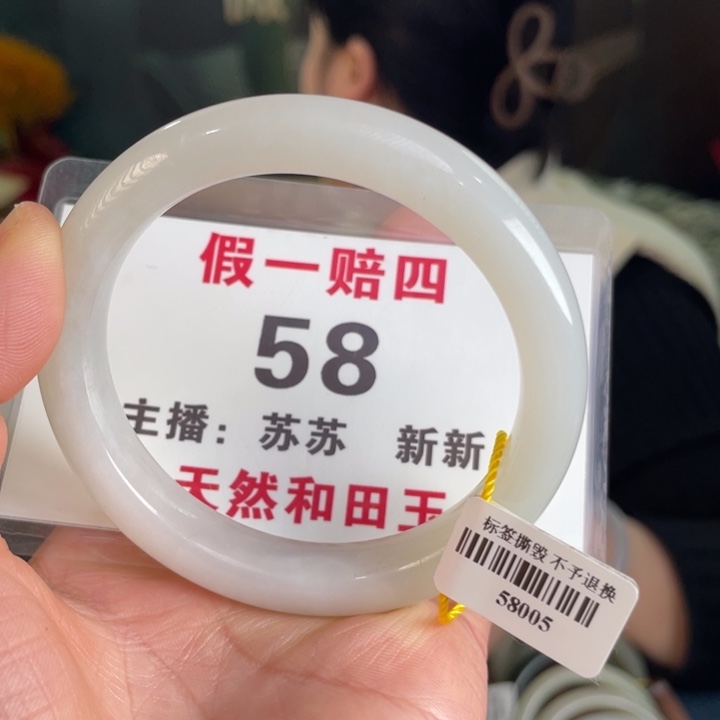 假一赔四
58
主播：苏苏 新新
天然和田玉
标签撕毁 不予退换
58005